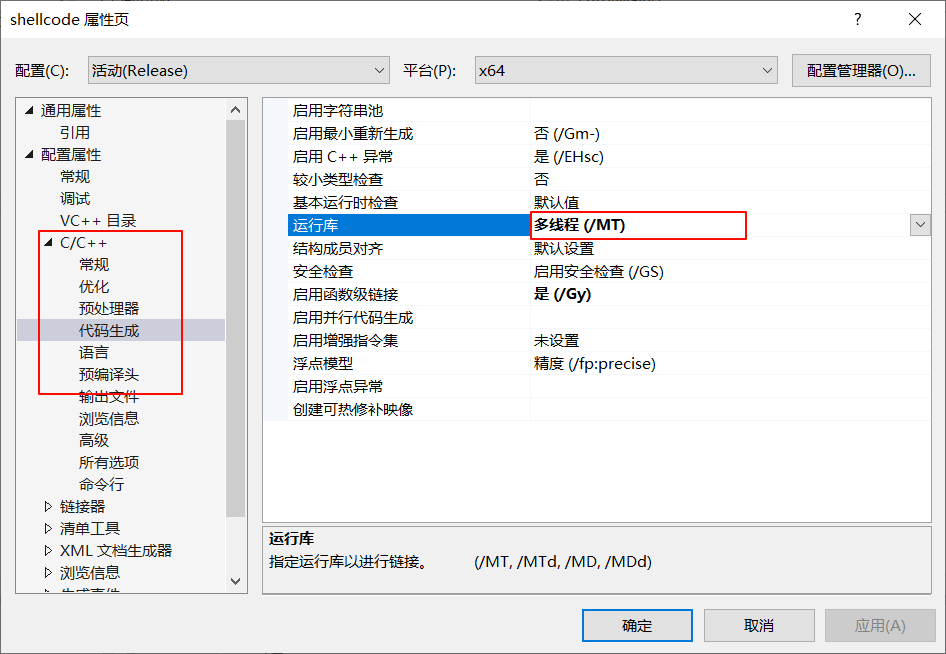 shellcode 属性页
?
配置(C):
活动(Release)
平台(P):
x64
配置管理器(O)...
通用属性
引用
配置属性
常规
调试
VC++ 目录
C/C++
常规
优化
预处理器
代码生成
语言
预编译头
输出文件
浏览信息
高级
所有选项
命令行
链接器
清单工具
XML 文档生成器
浏览信息
生成事件
启用字符串池
启用最小重新生成 否 (/Gm-)
启用 C++ 异常 是 (/EHsc)
较小类型检查 否
基本运行时检查 默认值
运行库 多线程 (/MT)
结构成员对齐 默认设置
安全检查 启用安全检查 (/GS)
启用函数级链接 是 (/Gy)
启用并行代码生成
启用增强指令集 未设置
浮点模型 精度 (/fp:precise)
启用浮点异常
创建可热修补映像
运行库
指定运行库以进行链接。 (/MT, /MTd, /MD, /MDd)
确定
取消
应用(A)